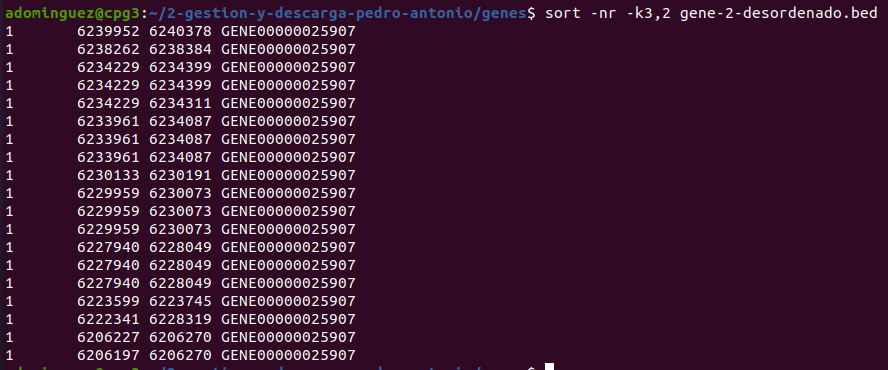 adominguez@cpg3:~/2-gestion-y-descarga-pedro-antonio/genes$ sort -nr -k3,2 gene-2-desordenado.bed
1 6239952 6240378 GENE00000025907
1 6238262 6238384 GENE00000025907
1 6234229 6234399 GENE00000025907
1 6234229 6234399 GENE00000025907
1 6234229 6234311 GENE00000025907
1 6233961 6234087 GENE00000025907
1 6233961 6234087 GENE00000025907
1 6233961 6234087 GENE00000025907
1 6230133 6230191 GENE00000025907
1 6229959 6230073 GENE00000025907
1 6229959 6230073 GENE00000025907
1 6229959 6230073 GENE00000025907
1 6227940 6228049 GENE00000025907
1 6227940 6228049 GENE00000025907
1 6227940 6228049 GENE00000025907
1 6223599 6223745 GENE00000025907
1 6222341 6228319 GENE00000025907
1 6206227 6206270 GENE00000025907
1 6206197 6206270 GENE00000025907